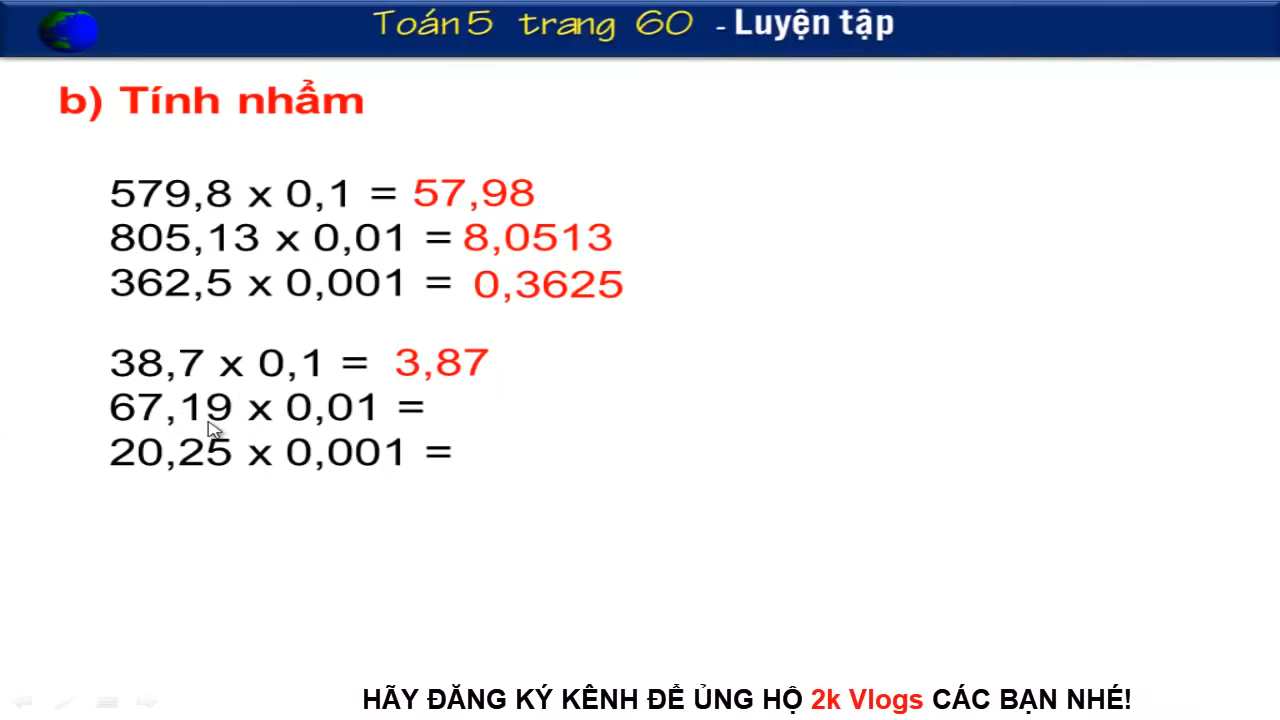 Toán 5 trang 60 - Luyện tập
b) Tính nhẩm
579,8 x 0,1 = 57,98
805,13 x 0,01 = 8,0513
362,5 x 0,001 = 0,3625
38,7 x 0,1 = 3,87
67,19 x 0,01 =
20,25 x 0,001 =
HÃY ĐĂNG KÝ KÊNH ĐỂ ỦNG HỘ 2k Vlogs CÁC BẠN NHÉ!